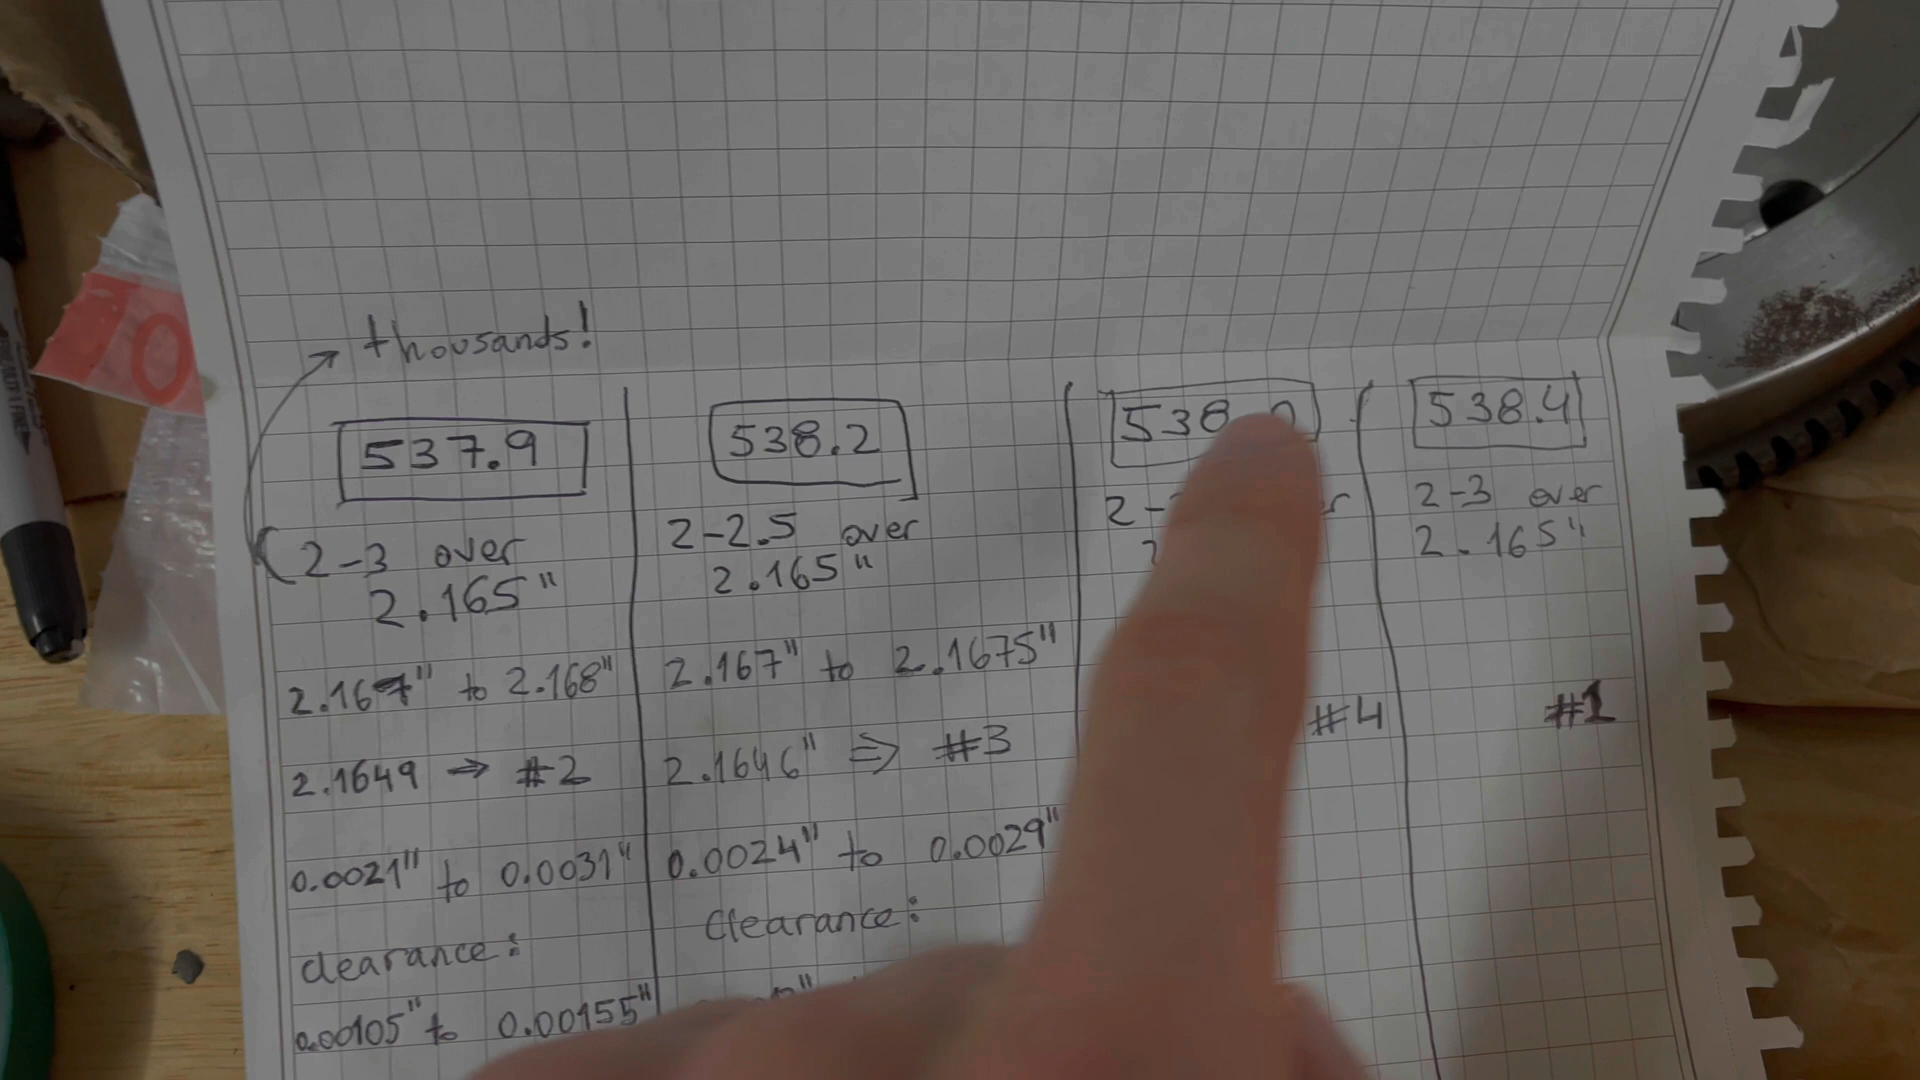 thousands!
537.9
2-3 over
2.165"
2.167" to 2.168"
2.1649 → #2
0.0021" to 0.0031"
clearance:
0.00105" to 0.00155"
538.2
2-2.5 over
2.165"
2.167" to 2.1675"
2.1646" ⇒ #3
0.0024" to 0.0029"
Clearance:
538
2-
#4
538.4
2-3 over
2.165"
#1